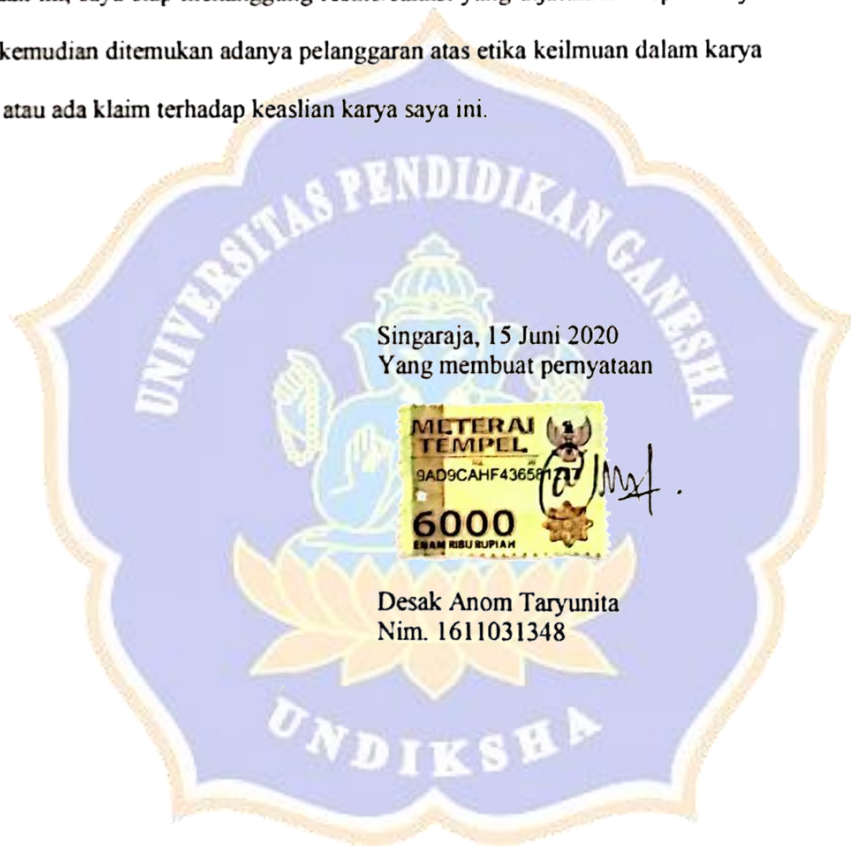 kemudian ditemukan adanya pelanggaran atas etika keilmuan dalam karya
atau ada klaim terhadap keaslian karya saya ini.
UNIVERSITAS PENDIDIKAN GANESHA
Singaraja, 15 Juni 2020
Yang membuat pernyataan
METERAI
TEMPEL
9AD9CAHF436581
6000
ENAM RIBU RUPIAH
Desak Anom Taryunita
Nim. 1611031348
UNDIKSHA